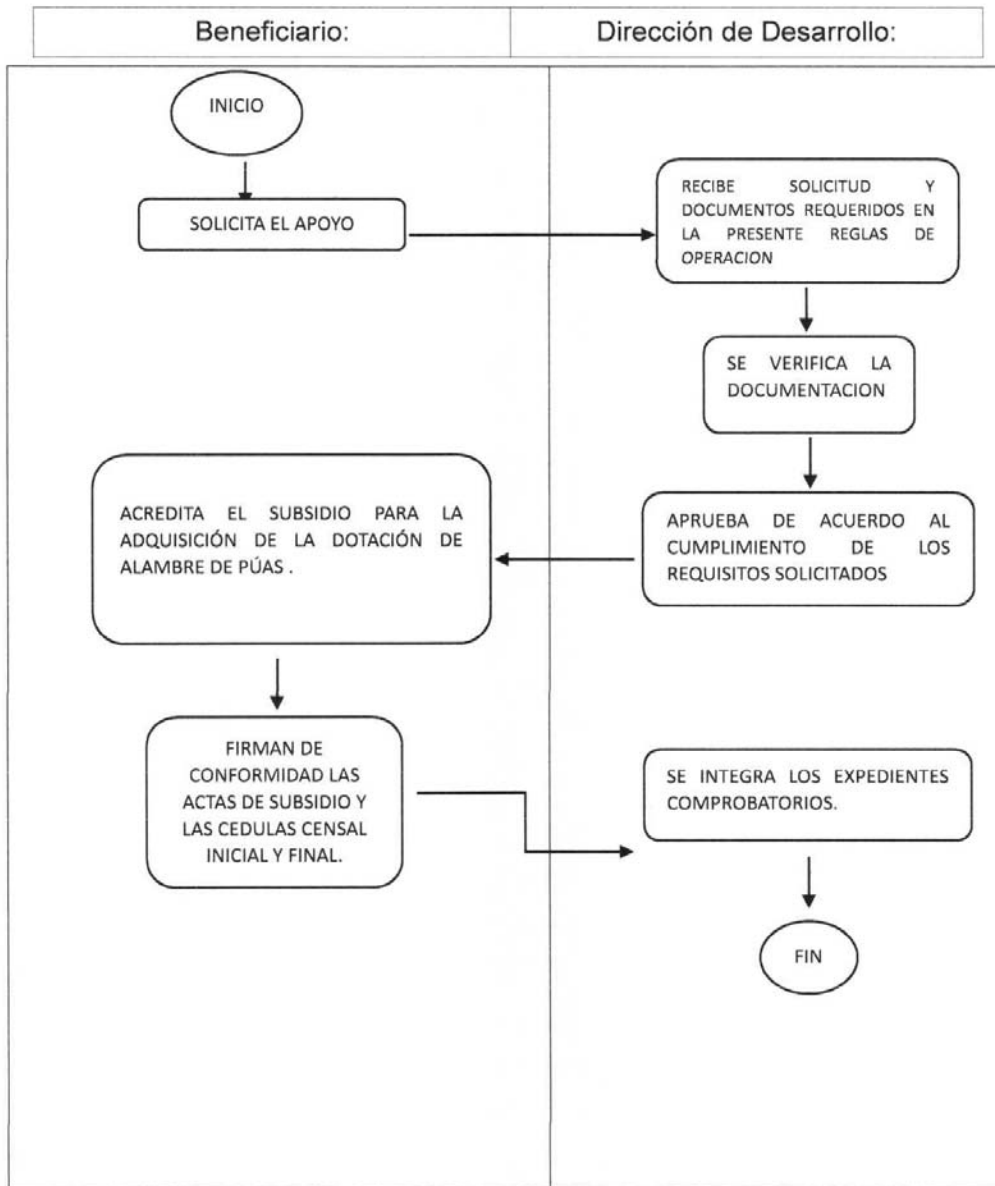 Beneficiario:
Dirección de Desarrollo:
INICIO
SOLICITA EL APOYO
RECIBE SOLICITUD Y
DOCUMENTOS REQUERIDOS EN
LA PRESENTE REGLAS DE
OPERACION
SE VERIFICA LA
DOCUMENTACION
APRUEBA DE ACUERDO AL
CUMPLIMIENTO DE LOS
REQUISITOS SOLICITADOS
ACREDITA EL SUBSIDIO PARA LA
ADQUISICIÓN DE LA DOTACIÓN DE
ALAMBRE DE PÚAS .
FIRMAN DE
CONFORMIDAD LAS
ACTAS DE SUBSIDIO Y
LAS CEDULAS CENSAL
INICIAL Y FINAL.
SE INTEGRA LOS EXPEDIENTES
COMPROBATORIOS.
FIN